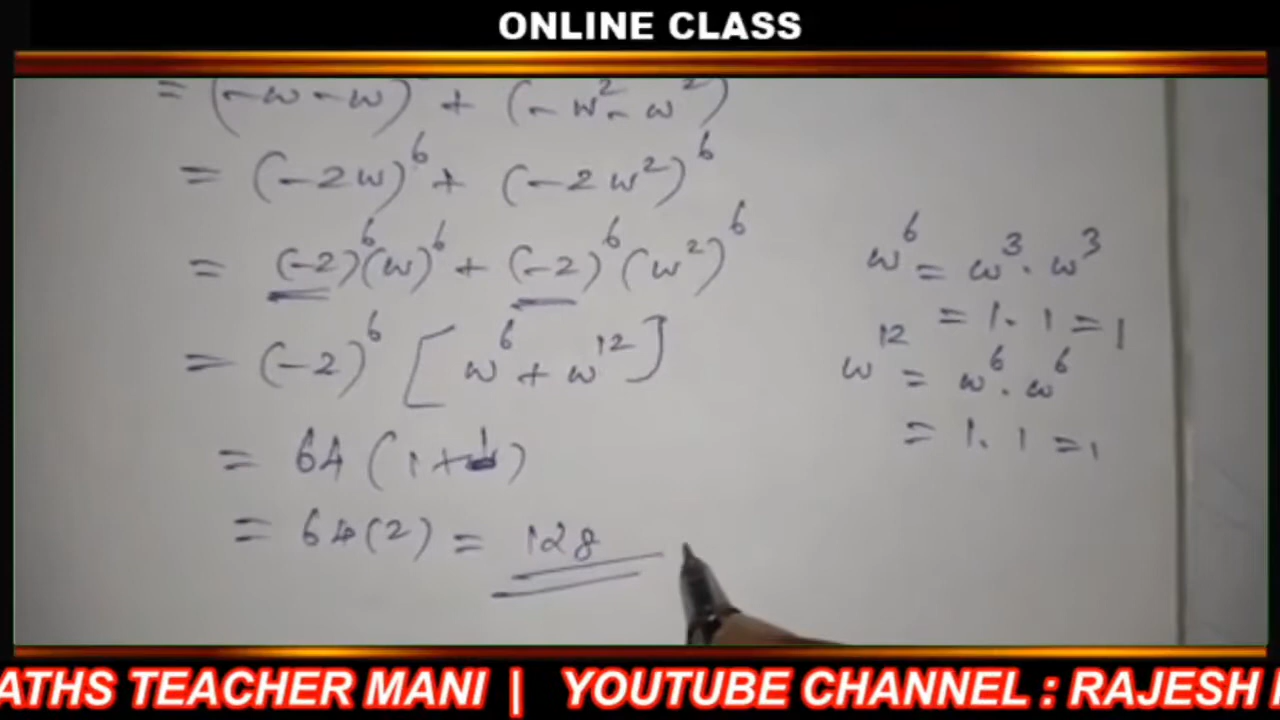 ONLINE CLASS
= (-ω-ω)⁶ + (-ω²-ω²)
= (-2ω)⁶ + (-2ω²)⁶
= (-2)⁶(ω)⁶ + (-2)⁶(ω²)⁶
= (-2)⁶ [ω⁶ + ω¹²]
= 64 (1+1)
= 64(2) = 128
ω⁶ = ω³ . ω³
= 1 . 1 = 1
ω¹² = ω⁶ . ω⁶
= 1 . 1 = 1
ATHS TEACHER MANI | YOUTUBE CHANNEL : RAJESH